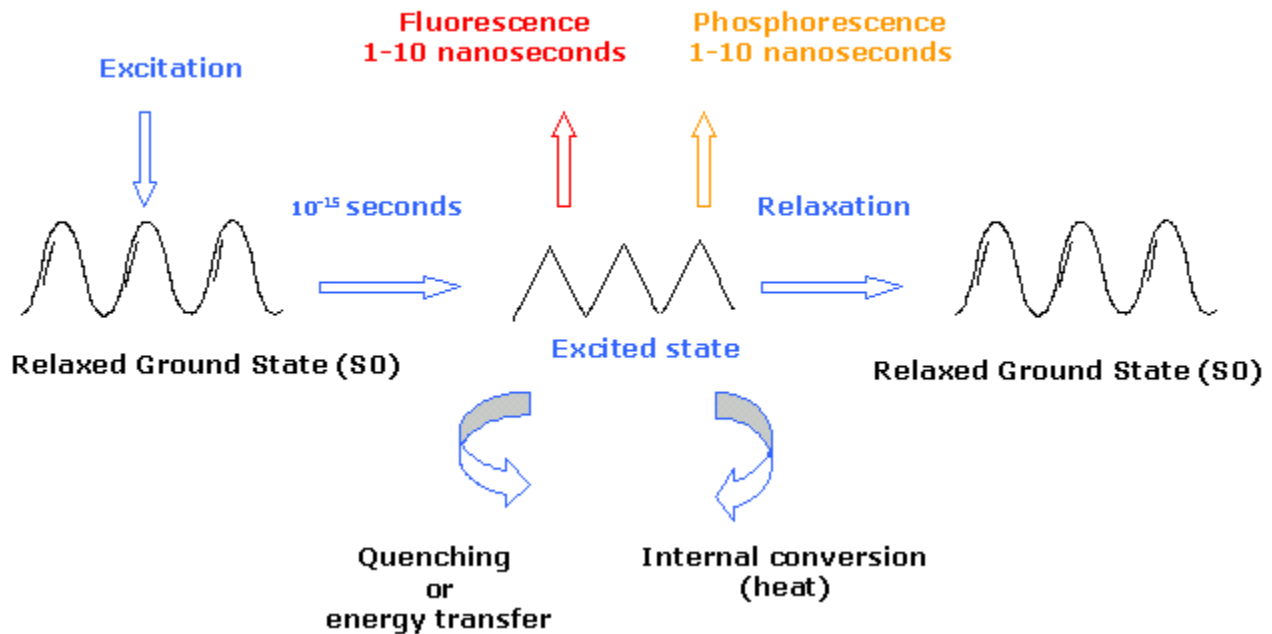 Fluorescence
1-10 nanoseconds
Phosphorescence
1-10 nanoseconds
Excitation
10⁻¹⁵ seconds
Relaxation
Relaxed Ground State (S0)
Excited state
Relaxed Ground State (S0)
Quenching
or
energy transfer
Internal conversion
(heat)